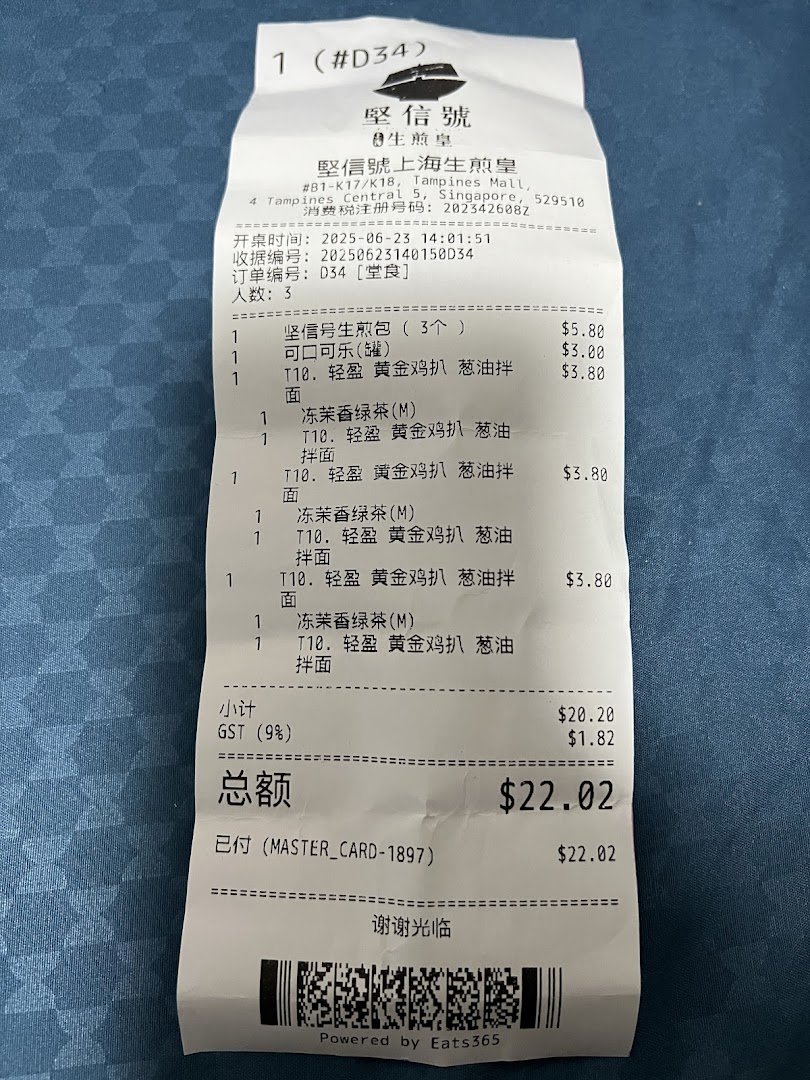 1 (#D34)
堅信號
上海生煎皇
堅信號上海生煎皇
#B1-K17/K18, Tampines Mall,
4 Tampines Central 5, Singapore, 529510
消费税注册号码: 202342608Z
开桌时间: 2025-06-23 14:01:51
收据编号: 20250623140150D34
订单编号: D34 [堂食]
人数: 3
1 坚信号生煎包 ( 3个 ) $5.80
1 可口可乐(罐) $3.00
1 T10. 轻盈 黄金鸡扒 葱油拌 $3.80
面
1 冻茉香绿茶(M)
1 T10. 轻盈 黄金鸡扒 葱油
拌面
1 T10. 轻盈 黄金鸡扒 葱油拌 $3.80
面
1 冻茉香绿茶(M)
1 T10. 轻盈 黄金鸡扒 葱油
拌面
1 T10. 轻盈 黄金鸡扒 葱油拌 $3.80
面
1 冻茉香绿茶(M)
1 T10. 轻盈 黄金鸡扒 葱油
拌面
小计 $20.20
GST (9%) $1.82
总额 $22.02
已付 (MASTER_CARD-1897) $22.02
谢谢光临
Powered by Eats365